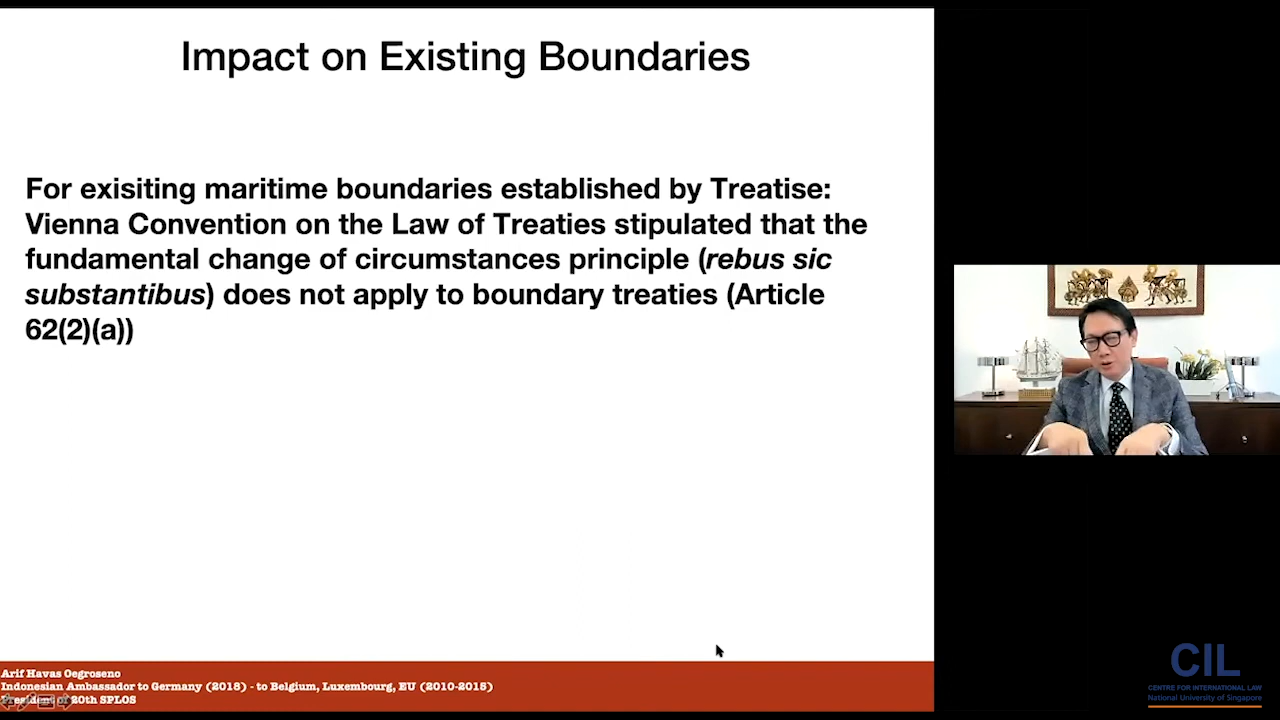 Impact on Existing Boundaries
For exisiting maritime boundaries established by Treatise:
Vienna Convention on the Law of Treaties stipulated that the
fundamental change of circumstances principle (rebus sic
substantibus) does not apply to boundary treaties (Article
62(2)(a))
Arif Havas Oegroseno
Indonesian Ambassador to Germany (2018) - to Belgium, Luxembourg, EU (2010-2015)
President of 20th SPLOS
CIL
CENTRE FOR INTERNATIONAL LAW
National University of Singapore